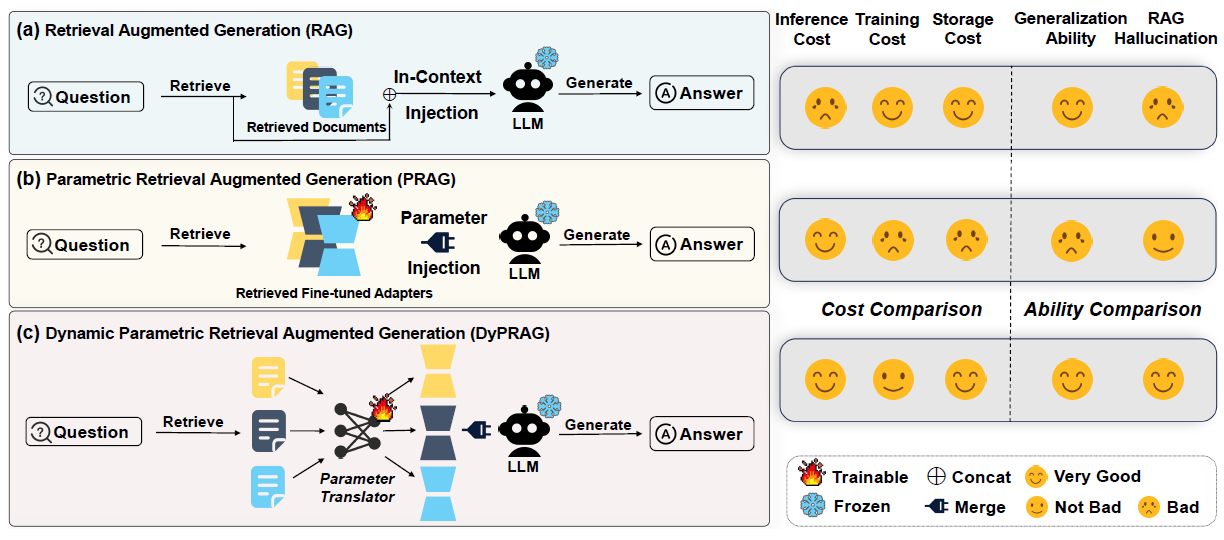 (a) Retrieval Augmented Generation (RAG)
Question
Retrieve
Retrieved Documents
In-Context
Injection
LLM
Generate
Answer
(b) Parametric Retrieval Augmented Generation (PRAG)
Question
Retrieve
Retrieved Fine-tuned Adapters
Parameter
Injection
LLM
Generate
Answer
(c) Dynamic Parametric Retrieval Augmented Generation (DyPRAG)
Question
Retrieve
Parameter
Translator
LLM
Generate
Answer
Inference
Cost
Training
Cost
Storage
Cost
Generalization
Ability
RAG
Hallucination
Cost Comparison
Ability Comparison
Trainable
Concat
Very Good
Frozen
Merge
Not Bad
Bad